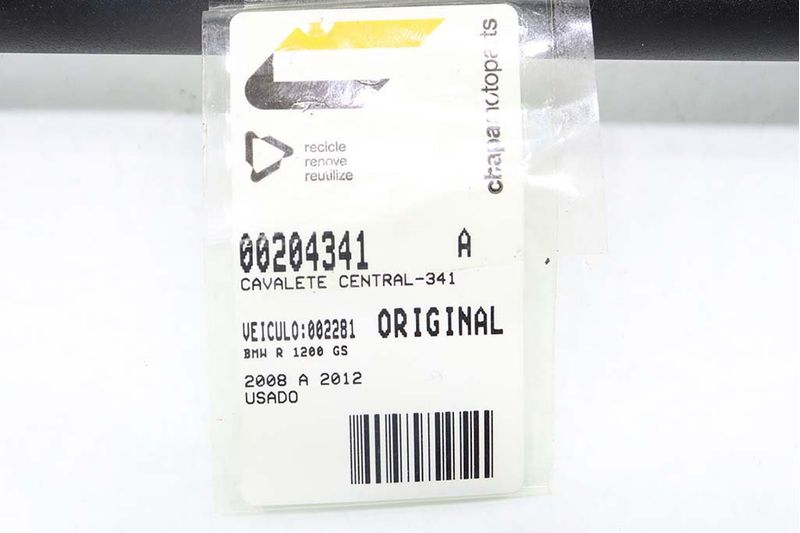 chapamotoparts
recicle
renove
reutilize
00204341 A
CAVALETE CENTRAL-341
VEICULO:002281 ORIGINAL
BMW R 1200 GS
2008 A 2012
USADO